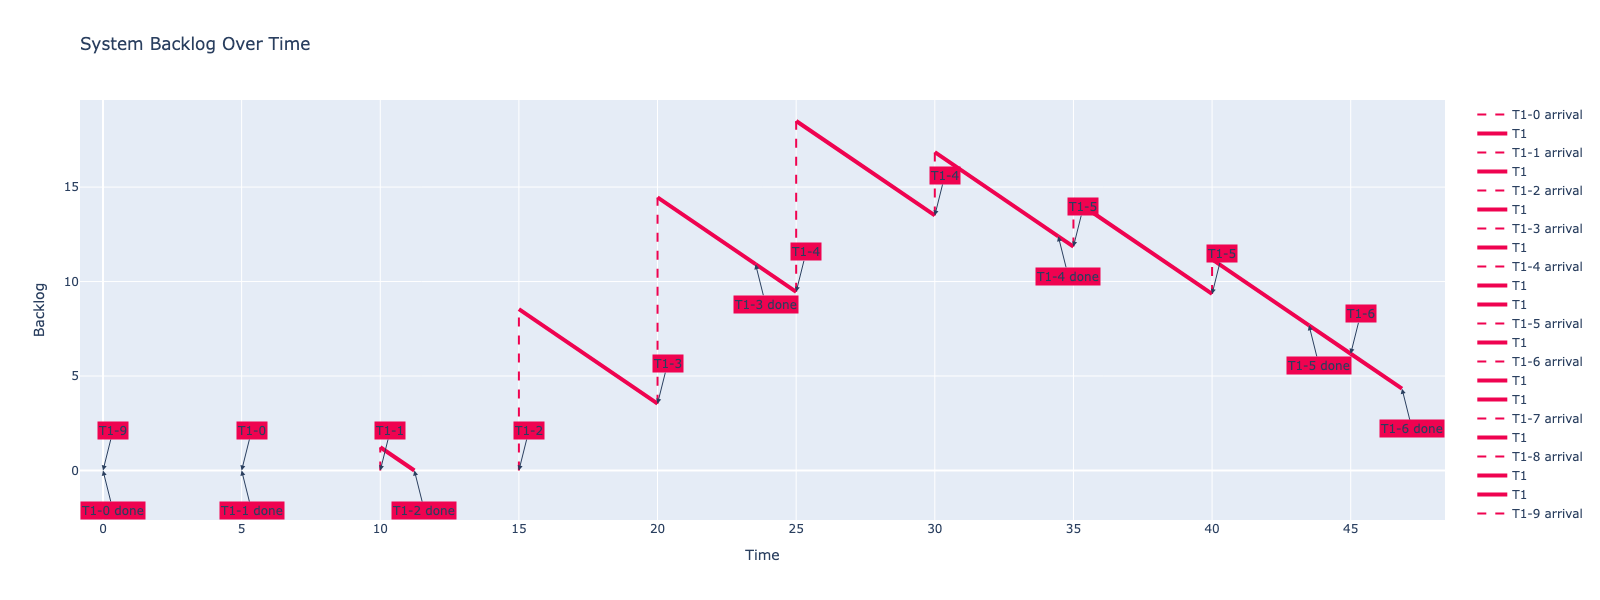 System Backlog Over Time
Backlog
15
10
5
0
T1-9
T1-0
T1-1
T1-2
T1-3
T1-4
T1-4
T1-5
T1-5
T1-6
T1-0 done
T1-1 done
T1-2 done
T1-3 done
T1-4 done
T1-5 done
T1-6 done
0 5 10 15 20 25 30 35 40 45
Time
T1-0 arrival
T1
T1-1 arrival
T1
T1-2 arrival
T1
T1-3 arrival
T1
T1-4 arrival
T1
T1
T1-5 arrival
T1
T1-6 arrival
T1
T1
T1-7 arrival
T1
T1-8 arrival
T1
T1
T1-9 arrival